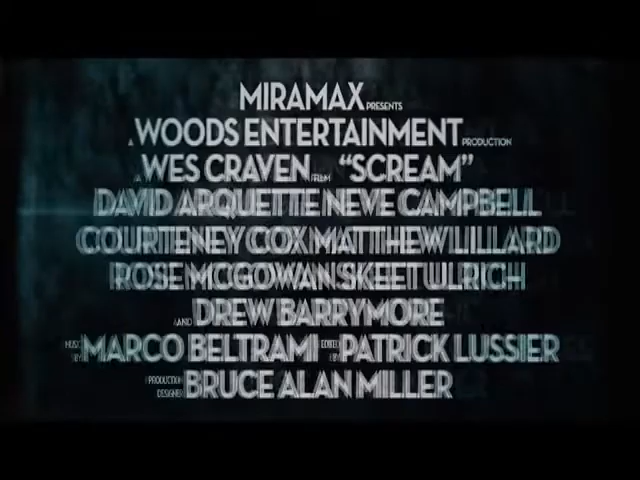 MIRAMAX PRESENTS
A WOODS ENTERTAINMENT PRODUCTION
A WES CRAVEN FILM “SCREAM”
DAVID ARQUETTE NEVE CAMPBELL
COURTENEY COX MATTHEW LILLARD
ROSE MCGOWAN SKEET ULRICH
AND DREW BARRYMORE
MUSIC BY MARCO BELTRAMI EDITED BY PATRICK LUSSIER
PRODUCTION DESIGNER BRUCE ALAN MILLER